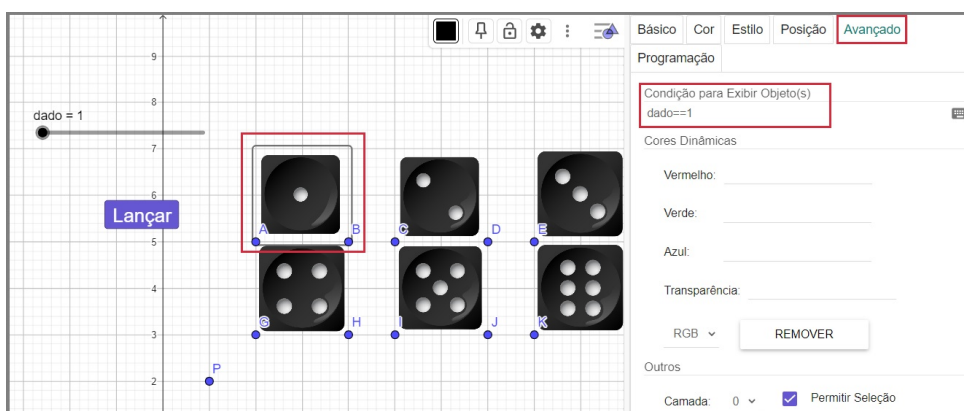 Básico Cor Estilo Posição Avançado
Programação
Condição para Exibir Objeto(s)
dado==1
Cores Dinâmicas
Vermelho:
Verde:
Azul:
Transparência:
RGB REMOVER
Outros
Camada: 0 Permitir Seleção
9
8
dado = 1
7
6
Lançar
A B C D E
5
4
G H I J K
3
P
2